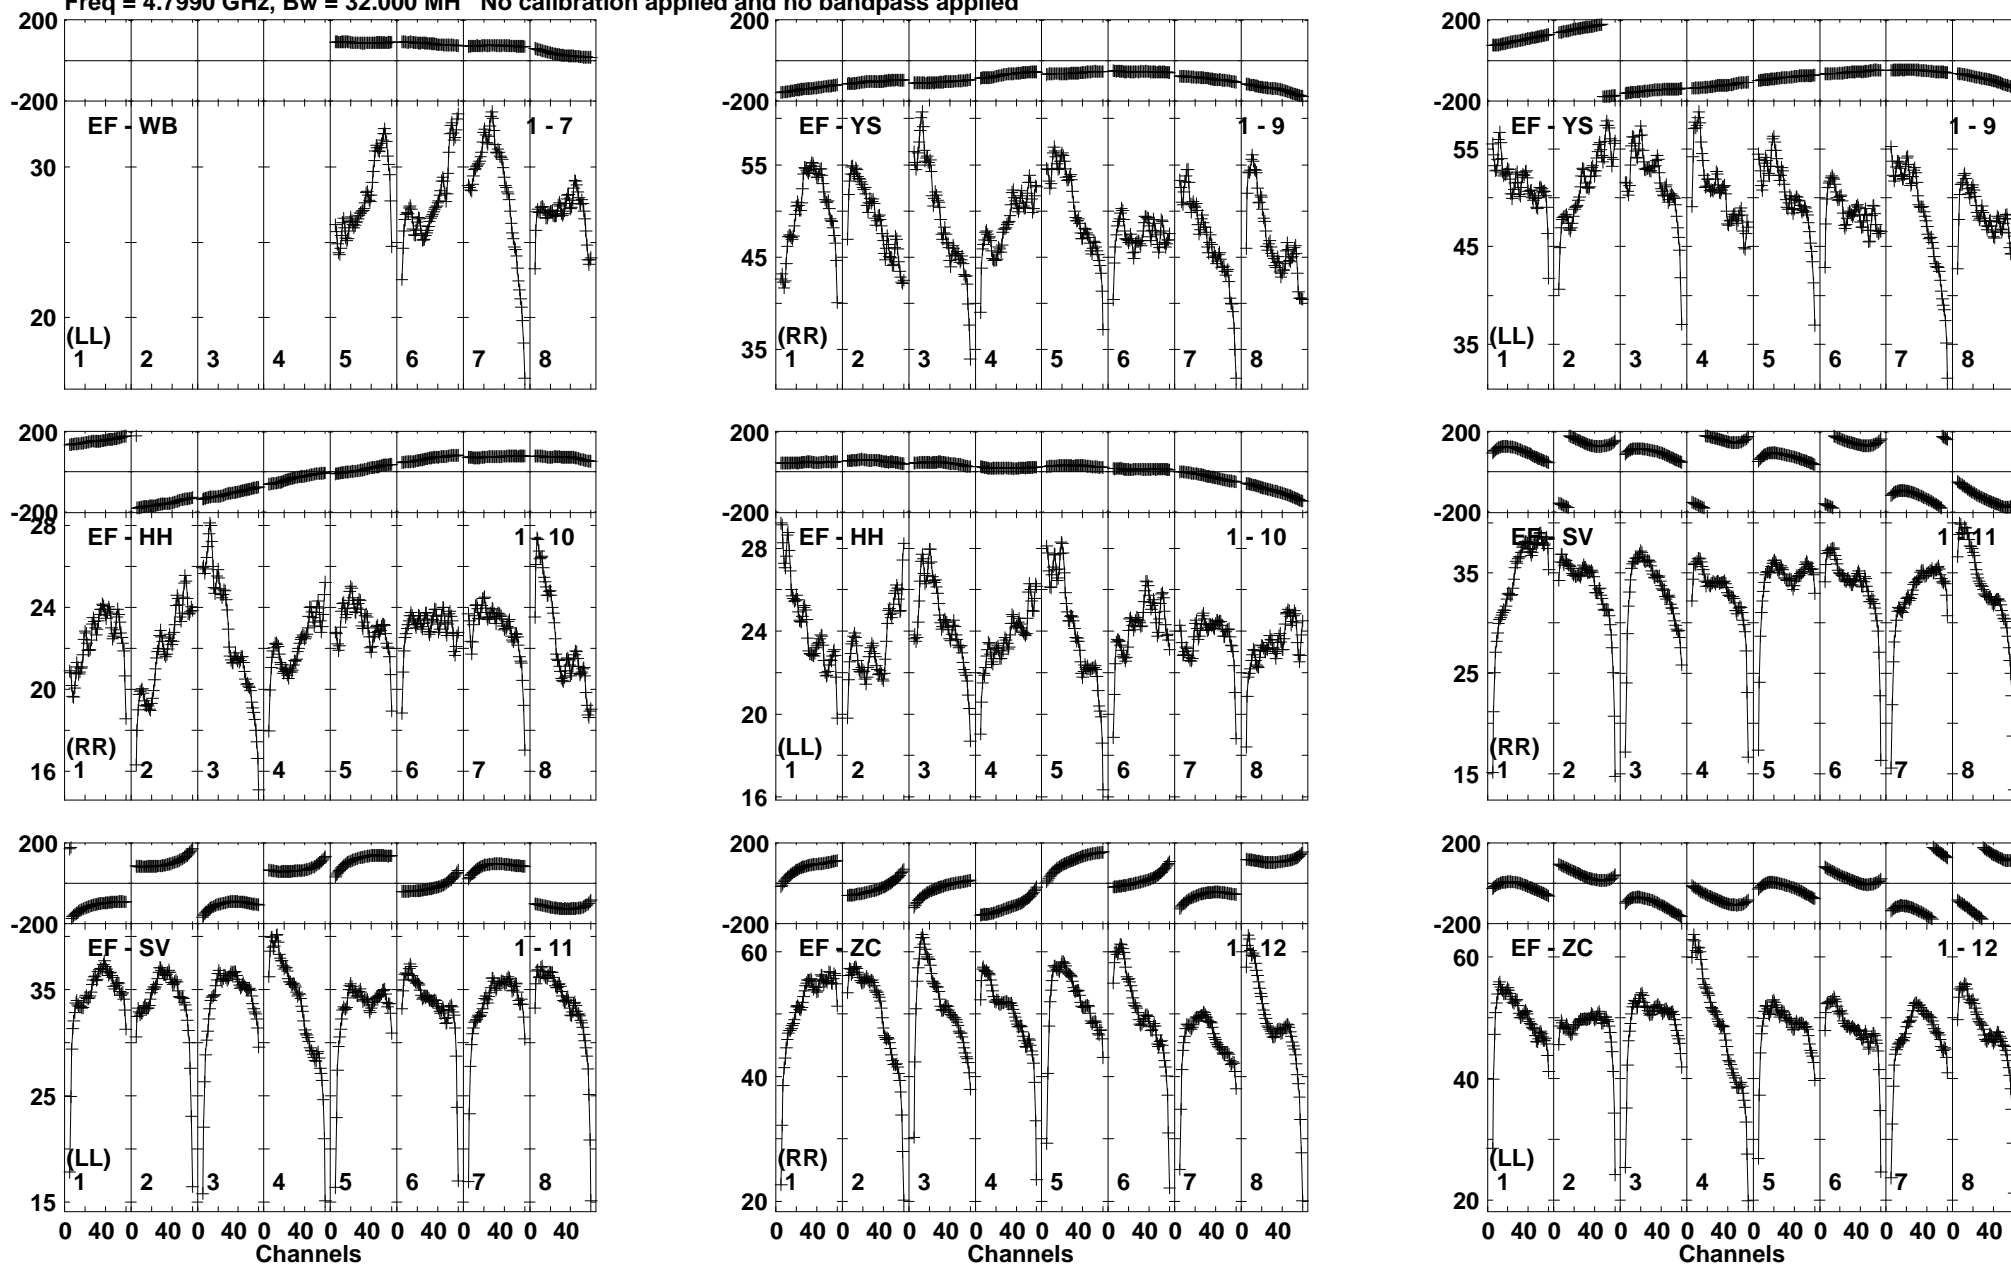 Freq = 4.7990 GHz, Bw = 32.000 MH No calibration applied and no bandpass applied
200
-200
EF - WB 1 - 7
30
20
(LL)
1 2 3 4 5 6 7 8
200
-200
EF - YS 1 - 9
55
45
35
(RR)
1 2 3 4 5 6 7 8
200
-200
EF - YS 1 - 9
55
45
35
(LL)
1 2 3 4 5 6 7 8
200
-200
28
EF - HH 1 - 10
24
20
(RR)
16
1 2 3 4 5 6 7 8
200
-200
EF - HH 1 - 10
28
24
20
(LL)
16
1 2 3 4 5 6 7 8
200
-200
EF - SV 1 - 11
35
25
(RR)
15
1 2 3 4 5 6 7 8
200
-200
EF - SV 1 - 11
35
25
(LL)
15
1 2 3 4 5 6 7 8
0 40 0 40 0 40 0 40 0 40 0 40 0 40 0 40
Channels
200
-200
EF - ZC 1 - 12
60
40
(RR)
20
1 2 3 4 5 6 7 8
0 40 0 40 0 40 0 40 0 40 0 40 0 40 0 40
Channels
200
-200
EF - ZC 1 - 12
60
40
(LL)
20
1 2 3 4 5 6 7 8
0 40 0 40 0 40 0 40 0 40 0 40 0 40 0 40
Channels